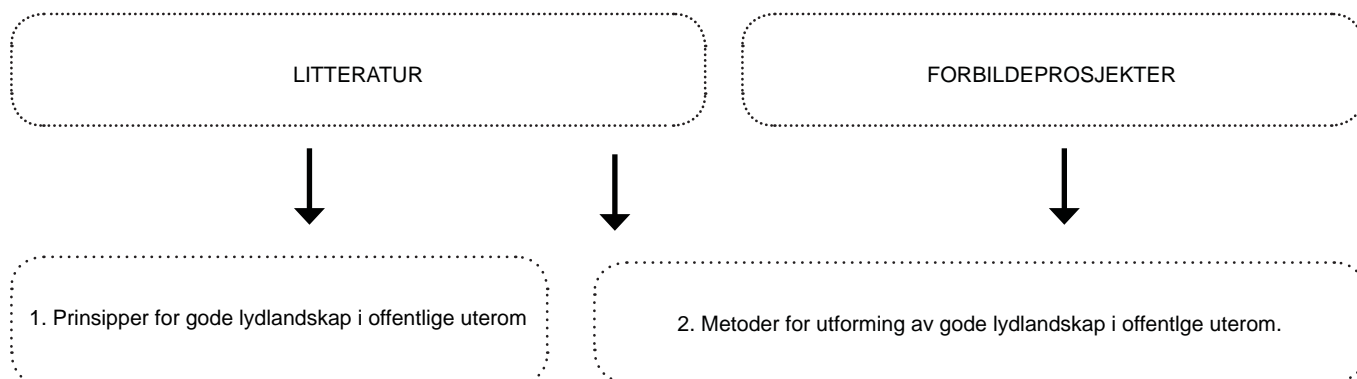 LITTERATUR
FORBILDEPROSJEKTER
1. Prinsipper for gode lydlandskap i offentlige uterom
2. Metoder for utforming av gode lydlandskap i offentlge uterom.